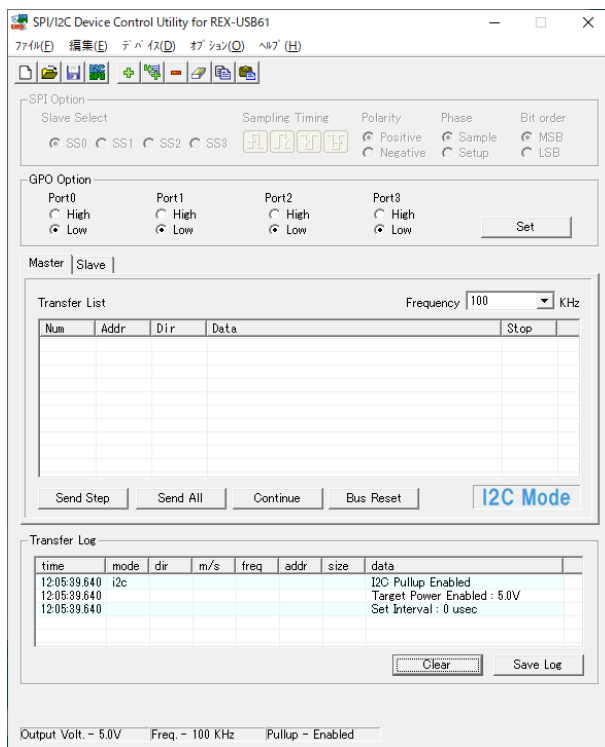 SPI/I2C Device Control Utility for REX-USB61
ファイル(F) 編集(E) デバイス(D) オプション(O) ヘルプ(H)
SPI Option
Slave Select Sampling Timing Polarity Phase Bit order
SS0 SS1 SS2 SS3 Positive Sample MSB
Negative Setup LSB
GPO Option
Port0 Port1 Port2 Port3
High High High High
Low Low Low Low Set
Master Slave
Transfer List Frequency 100 KHz
Num Addr Dir Data Stop
Send Step Send All Continue Bus Reset I2C Mode
Transfer Log
time mode dir m/s freq addr size data
12:05:39.640 i2c I2C Pullup Enabled
12:05:39.640 Target Power Enabled : 5.0V
12:05:39.640 Set Interval : 0 usec
Clear Save Log
Output Volt. - 5.0V Freq. - 100 KHz Pullup - Enabled